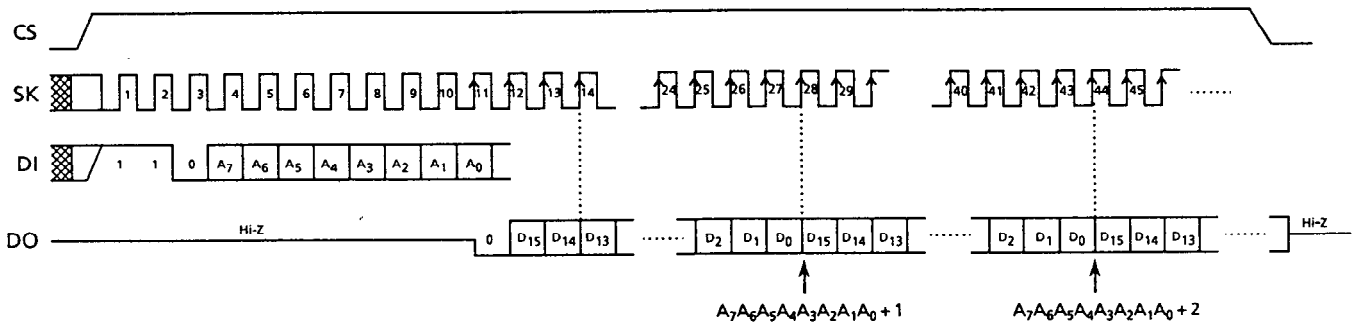 CS
SK 1 2 3 4 5 6 7 8 9 10 11 12 13 14 24 25 26 27 28 29 40 41 42 43 44 45
DI 1 1 0 A7 A6 A5 A4 A3 A2 A1 A0
DO Hi-Z 0 D15 D14 D13 D2 D1 D0 D15 D14 D13 D2 D1 D0 D15 D14 D13 Hi-Z
A7A6A5A4A3A2A1A0 + 1 A7A6A5A4A3A2A1A0 + 2